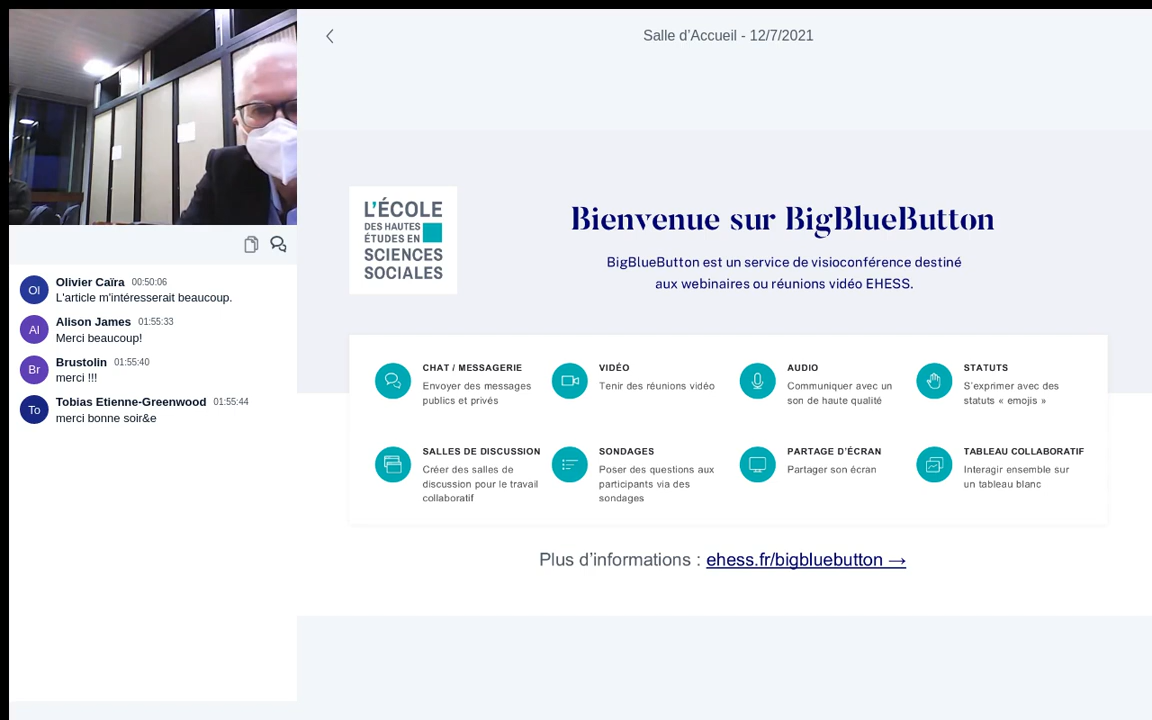 Salle d’Accueil - 12/7/2021
Ol
Olivier Caïra 00:50:06
L'article m'intéresserait beaucoup.
Al
Alison James 01:55:33
Merci beaucoup!
Br
Brustolin 01:55:40
merci !!!
To
Tobias Etienne-Greenwood 01:55:44
merci bonne soir&e
L’ÉCOLE
DES HAUTES
ÉTUDES EN
SCIENCES
SOCIALES
Bienvenue sur BigBlueButton
BigBlueButton est un service de visioconférence destiné
aux webinaires ou réunions vidéo EHESS.
CHAT / MESSAGERIE
Envoyer des messages
publics et privés
VIDÉO
Tenir des réunions vidéo
AUDIO
Communiquer avec un
son de haute qualité
STATUTS
S’exprimer avec des
statuts « emojis »
SALLES DE DISCUSSION
Créer des salles de
discussion pour le travail
collaboratif
SONDAGES
Poser des questions aux
participants via des
sondages
PARTAGE D’ÉCRAN
Partager son écran
TABLEAU COLLABORATIF
Interagir ensemble sur
un tableau blanc
Plus d’informations : ehess.fr/bigbluebutton →